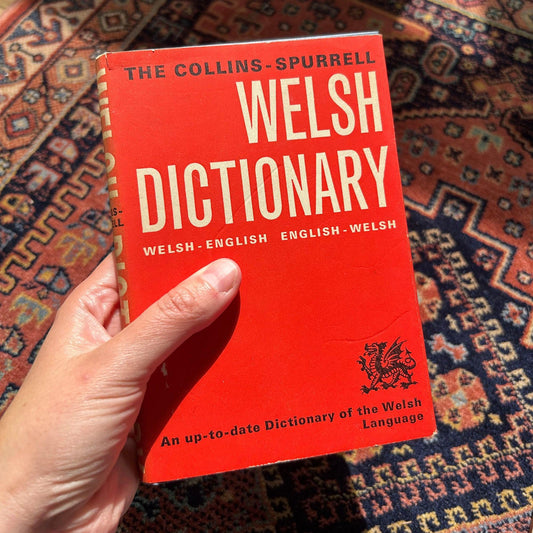 THE COLLINS-SPURRELL
WELSH
DICTIONARY
WELSH-ENGLISH ENGLISH-WELSH
An up-to-date Dictionary of the Welsh
Language